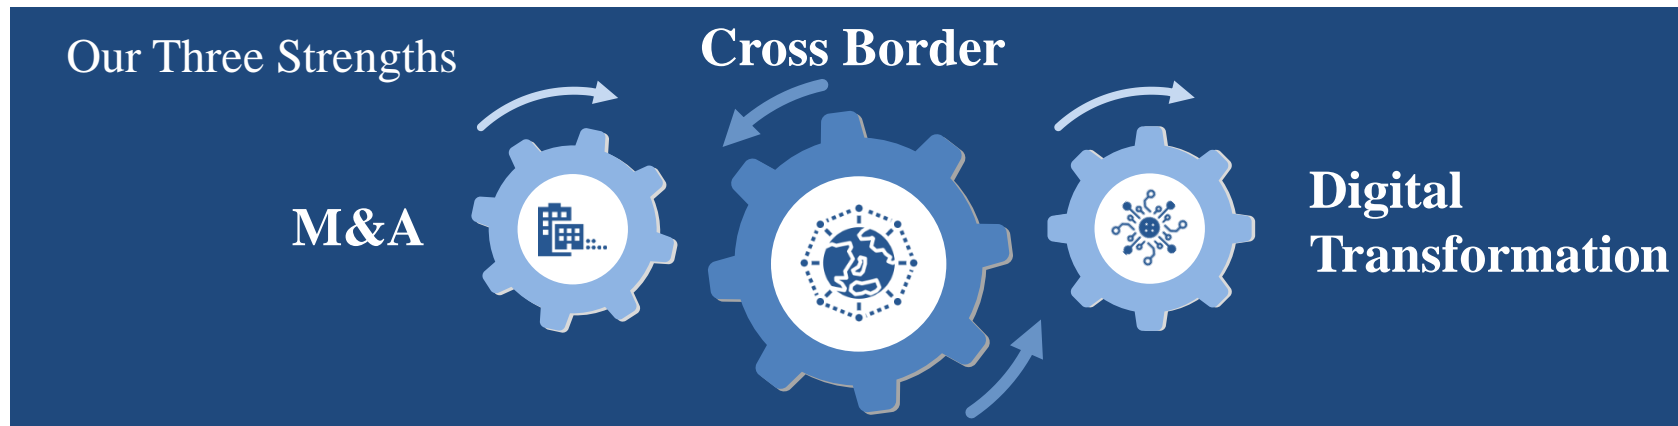 Our Three Strengths
Cross Border
M&A
Digital
Transformation